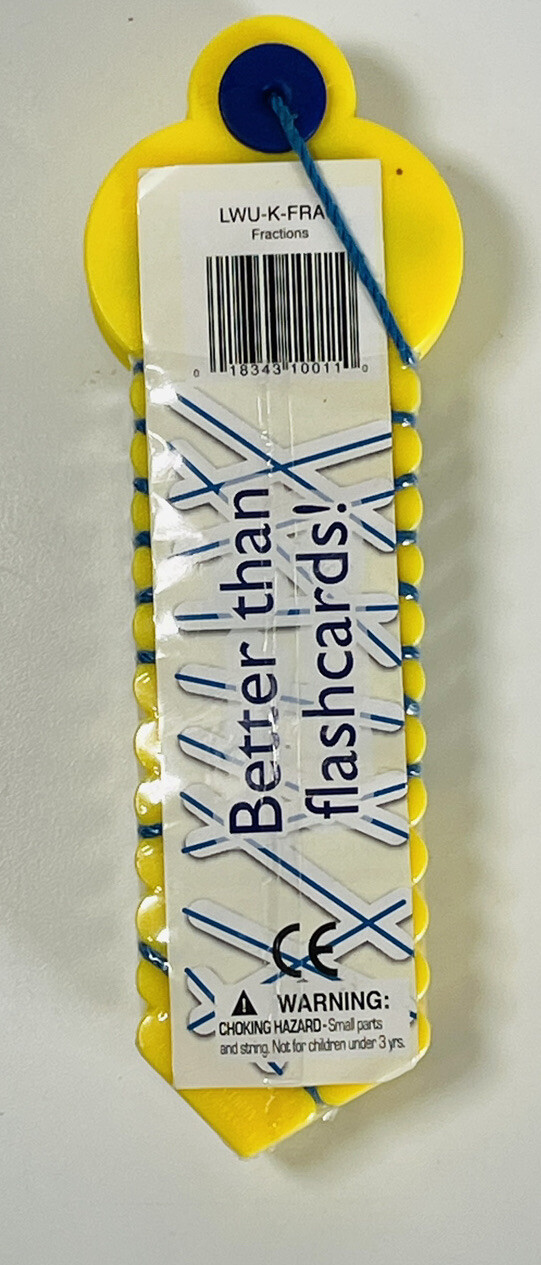 LWU-K-FRA
Fractions
0 18343 10011 0
Better than
flashcards!
CE
WARNING:
CHOKING HAZARD - Small parts
and string. Not for children under 3 yrs.